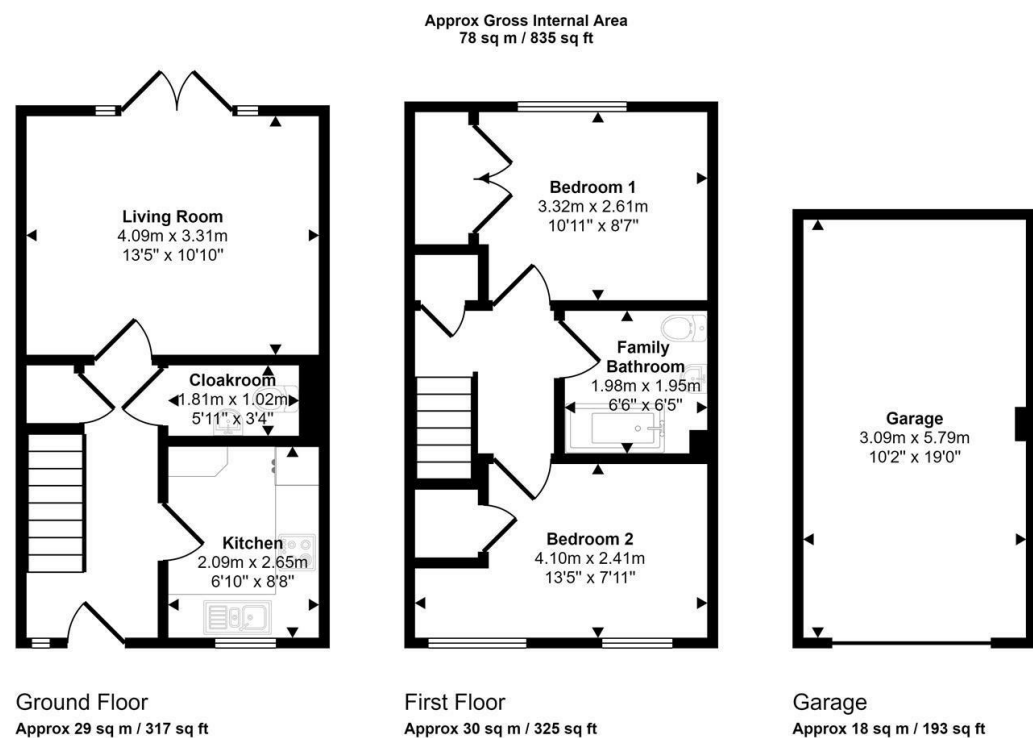 Approx Gross Internal Area
78 sq m / 835 sq ft
Living Room
4.09m x 3.31m
13'5" x 10'10"
Cloakroom
1.81m x 1.02m
5'11" x 3'4"
Kitchen
2.09m x 2.65m
6'10" x 8'8"
Ground Floor
Approx 29 sq m / 317 sq ft
Bedroom 1
3.32m x 2.61m
10'11" x 8'7"
Family
Bathroom
1.98m x 1.95m
6'6" x 6'5"
Bedroom 2
4.10m x 2.41m
13'5" x 7'11"
First Floor
Approx 30 sq m / 325 sq ft
Garage
3.09m x 5.79m
10'2" x 19'0"
Garage
Approx 18 sq m / 193 sq ft